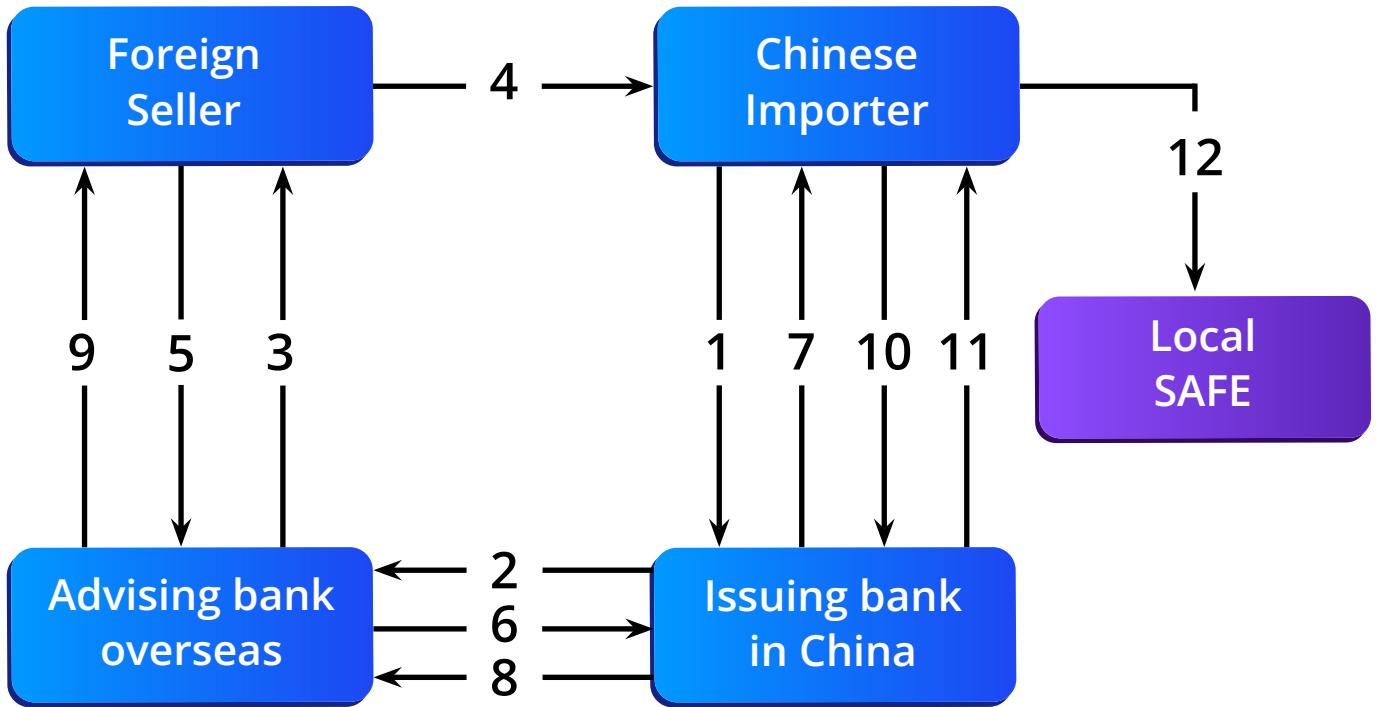 Foreign
Seller
4
Chinese
Importer
12
9
5
3
1
7
10
11
Local
SAFE
Advising bank
overseas
2
6
8
Issuing bank
in China